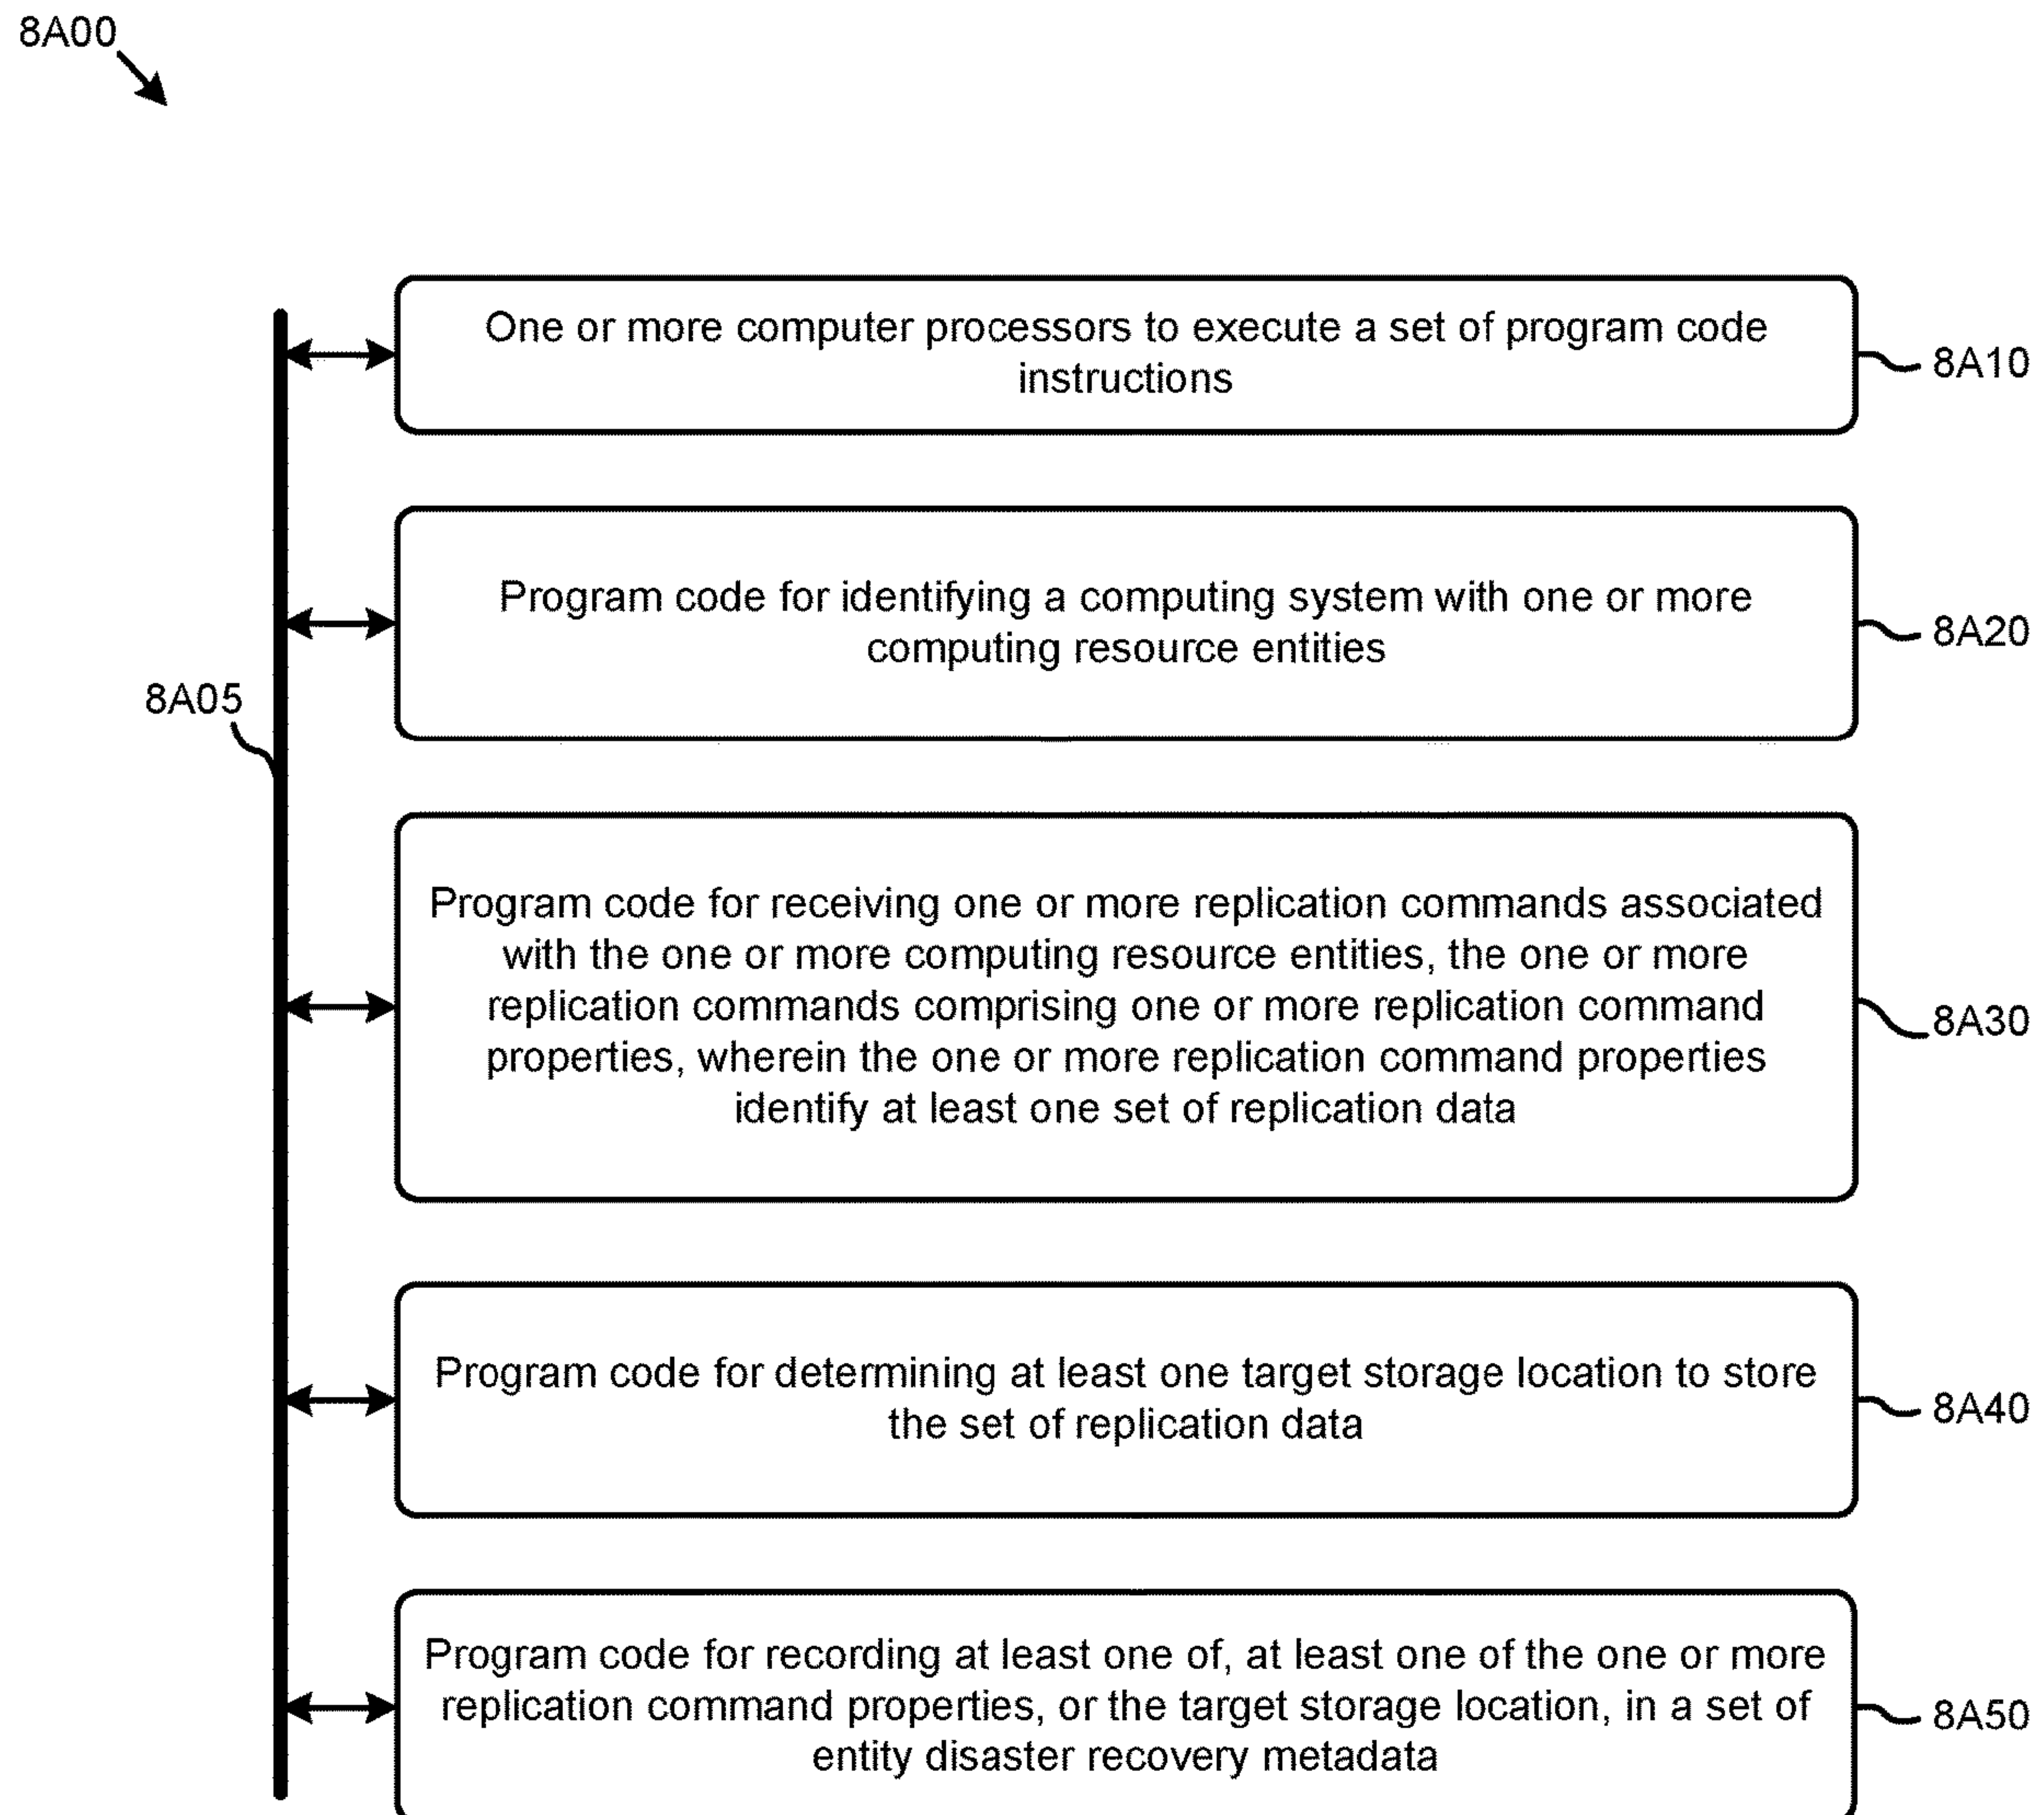 8A00
One or more computer processors to execute a set of program code
instructions
8A10
Program code for identifying a computing system with one or more
computing resource entities
8A20
8A05
Program code for receiving one or more replication commands associated
with the one or more computing resource entities, the one or more
replication commands comprising one or more replication command
properties, wherein the one or more replication command properties
identify at least one set of replication data
8A30
Program code for determining at least one target storage location to store
the set of replication data
8A40
Program code for recording at least one of, at least one of the one or more
replication command properties, or the target storage location, in a set of
entity disaster recovery metadata
8A50